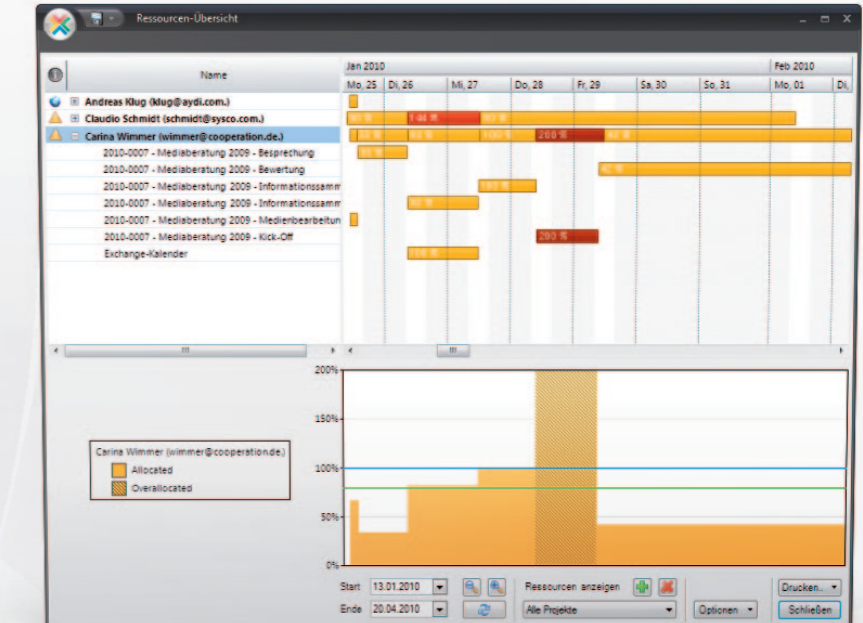 Ressourcen-Übersicht
Name
Jan 2010
Feb 2010
Mo, 25
Di, 26
Mi, 27
Do, 28
Fr, 29
Sa, 30
So, 31
Mo, 01
Di,
Andreas Klug (klug@aydi.com.)
Claudio Schmidt (schmidt@sysco.com.)
144 %
Carina Wimmer (wimmer@cooperation.de.)
100 %
200 %
2010-0007 - Mediaberatung 2009 - Besprechung
2010-0007 - Mediaberatung 2009 - Bewertung
42 %
2010-0007 - Mediaberatung 2009 - Informationssamm
2010-0007 - Mediaberatung 2009 - Informationssamm
2010-0007 - Mediaberatung 2009 - Medienbearbeitun
2010-0007 - Mediaberatung 2009 - Kick-Off
200 %
Exchange-Kalender
200%
150%
100%
50%
0%
Carina Wimmer (wimmer@cooperation.de.)
Allocated
Overallocated
Start 13.01.2010
Ressourcen anzeigen
Drucken...
Ende 20.04.2010
Alle Projekte
Optionen
Schließen